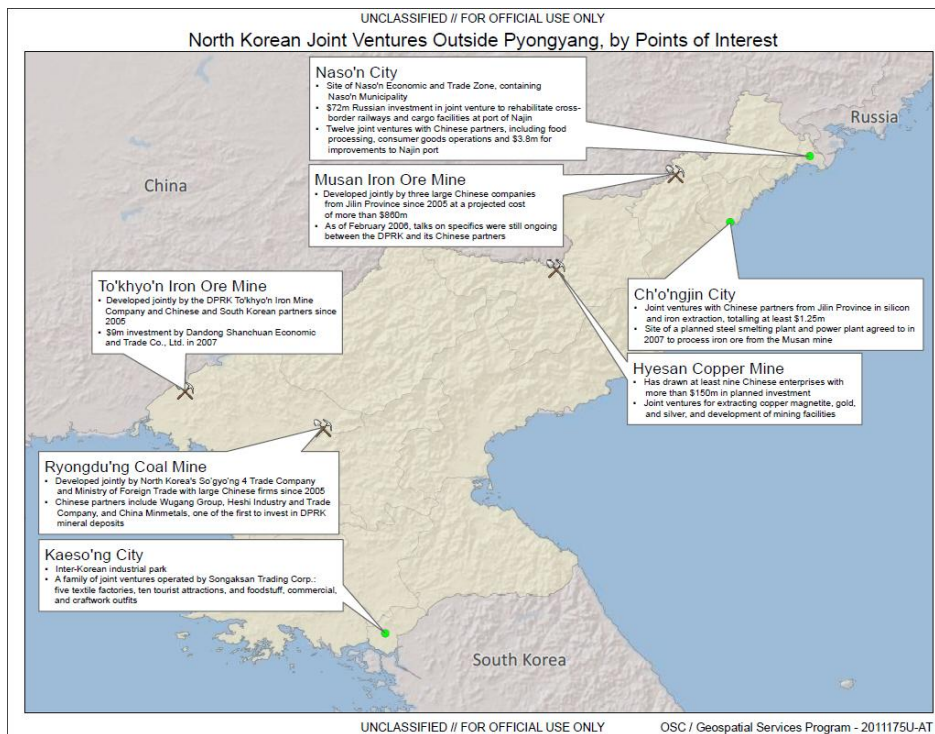 UNCLASSIFIED // FOR OFFICIAL USE ONLY
North Korean Joint Ventures Outside Pyongyang, by Points of Interest
Naso'n City
• Site of Naso'n Economic and Trade Zone, containing
Naso'n Municipality
• $72m Russian investment in joint venture to rehabilitate cross-
border railways and cargo facilities at port of Najin
• Twelve joint ventures with Chinese partners, including food
processing, consumer goods operations and $3.8m for
improvements to Najin port
Russia
China
Musan Iron Ore Mine
• Developed jointly by three large Chinese companies
from Jilin Province since 2005 at a projected cost
of more than $860m
• As of February 2006, talks on specifics were still ongoing
between the DPRK and its Chinese partners
To'khyo'n Iron Ore Mine
• Developed jointly by the DPRK To'khyo'n Iron Mine
Company and Chinese and South Korean partners since
2005
• $9m investment by Dandong Shanchuan Economic
and Trade Co., Ltd. in 2007
Ch'o'ngjin City
• Joint ventures with Chinese partners from Jilin Province in silicon
and iron extraction, totalling at least $1.25m
• Site of a planned steel smelting plant and power plant agreed to in
2007 to process iron ore from the Musan mine
Hyesan Copper Mine
• Has drawn at least nine Chinese enterprises with
more than $150m in planned investment
• Joint ventures for extracting copper magnetite, gold,
and silver, and development of mining facilities
Ryongdu'ng Coal Mine
• Developed jointly by North Korea's So'gyo'ng 4 Trade Company
and Ministry of Foreign Trade with large Chinese firms since 2005
• Chinese partners include Wugang Group, Heshi Industry and Trade
Company, and China Minmetals, one of the first to invest in DPRK
mineral deposits
Kaeso'ng City
• Inter-Korean industrial park
• A family of joint ventures operated by Songaksan Trading Corp.:
five textile factories, ten tourist attractions, and foodstuff, commercial,
and craftwork outfits
South Korea
UNCLASSIFIED // FOR OFFICIAL USE ONLY
OSC / Geospatial Services Program - 2011175U-AT